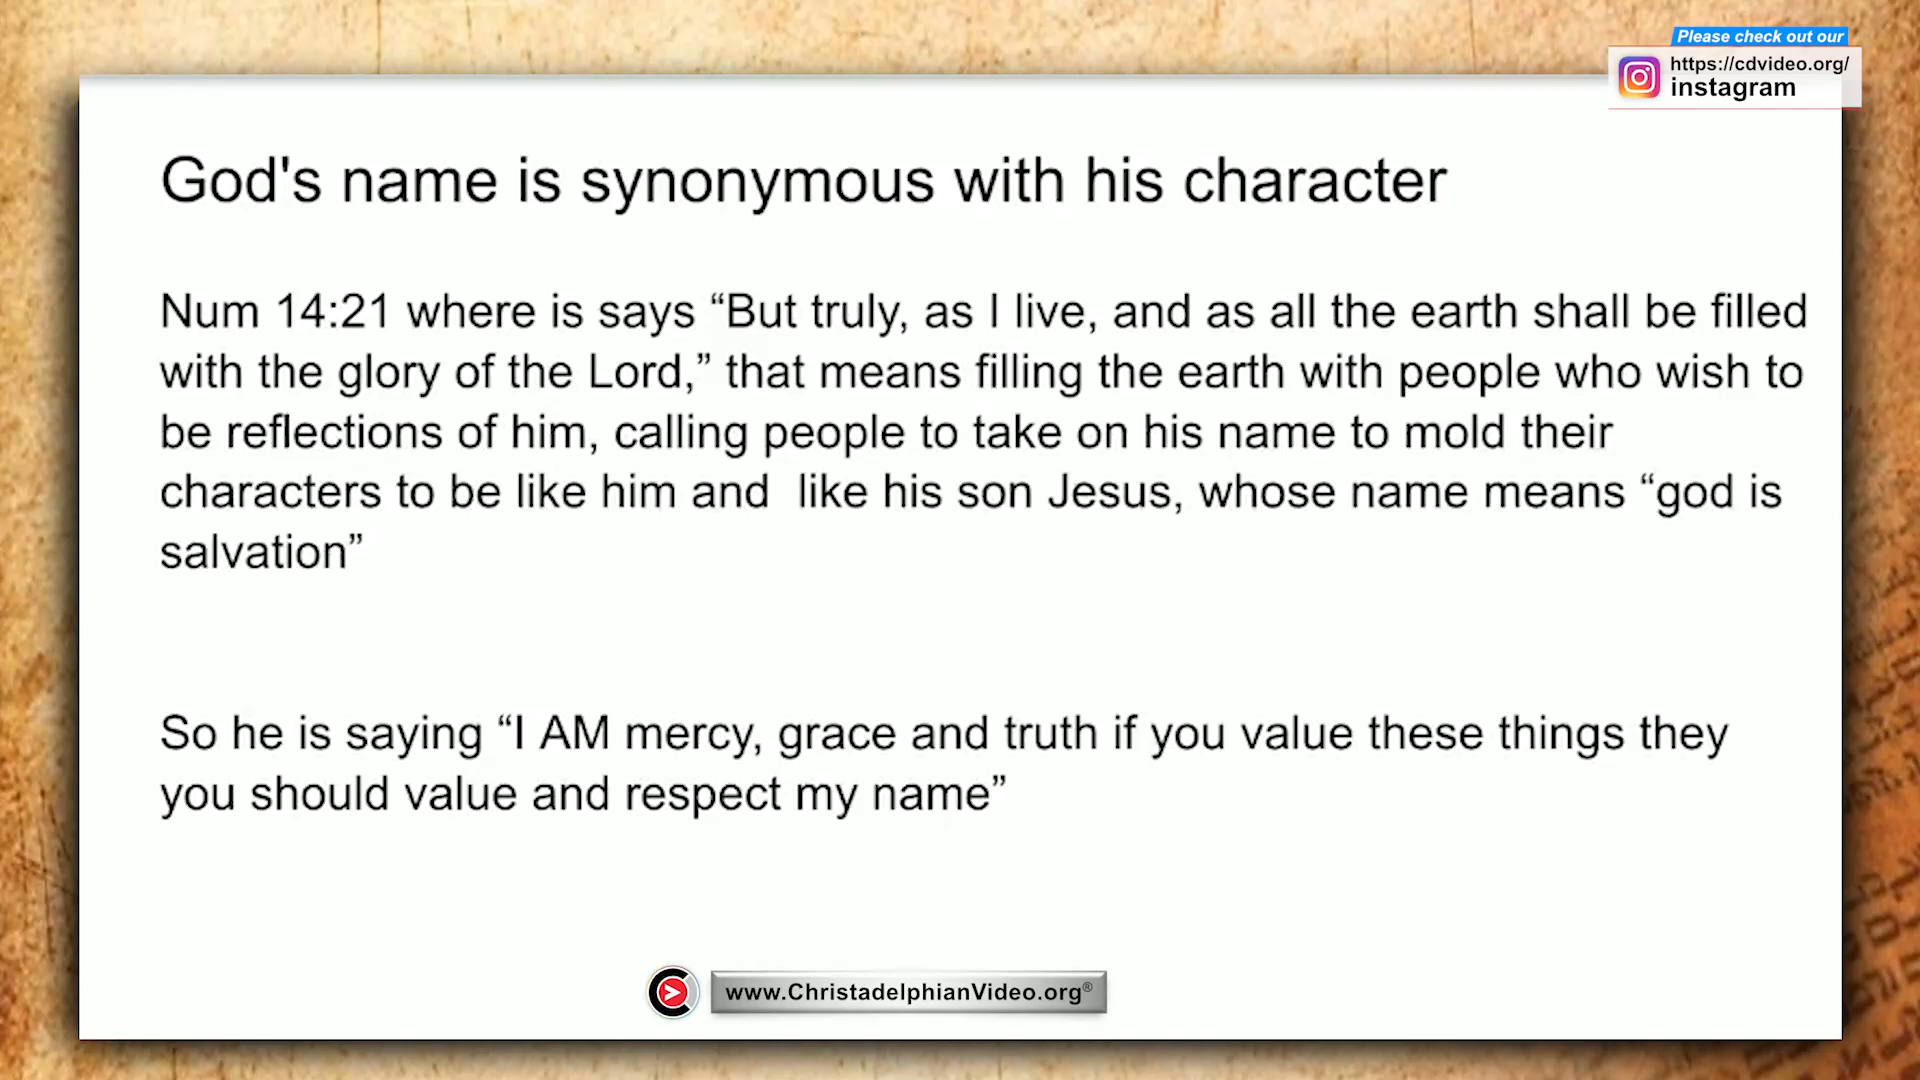 Please check out our
https://cdvideo.org/
instagram
God's name is synonymous with his character
Num 14:21 where is says “But truly, as I live, and as all the earth shall be filled
with the glory of the Lord,” that means filling the earth with people who wish to
be reflections of him, calling people to take on his name to mold their
characters to be like him and  like his son Jesus, whose name means “god is
salvation”
So he is saying “I AM mercy, grace and truth if you value these things they
you should value and respect my name”
www.ChristadelphianVideo.org®